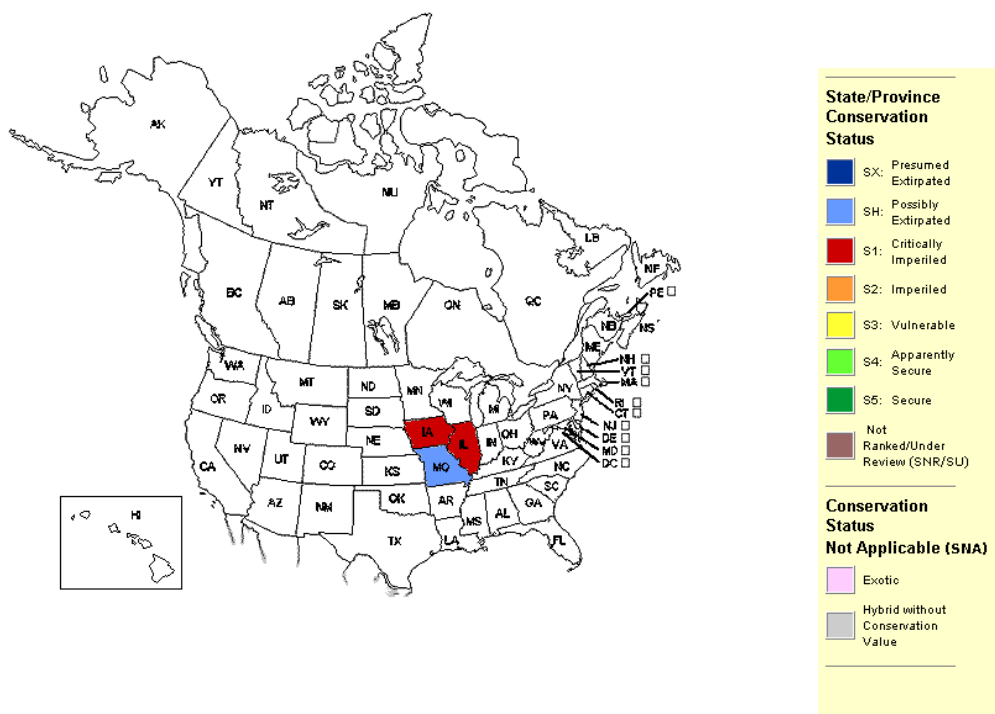 AK
YT
NT
NU
BC
AB
SK
MB
ON
QC
LB
NF
PE
NB
NS
ME
NH
VT
MA
RI
CT
NJ
DE
MD
DC
WA
MT
ND
MN
WI
MI
NY
OR
ID
WY
SD
IA
IL
IN
OH
PA
NV
UT
CO
NE
KS
MO
KY
WV
VA
CA
AZ
NM
OK
AR
TN
NC
SC
TX
LA
MS
AL
GA
FL
HI
State/Province
Conservation
Status
SX: Presumed
Extirpated
SH: Possibly
Extirpated
S1: Critically
Imperiled
S2: Imperiled
S3: Vulnerable
S4: Apparently
Secure
S5: Secure
Not
Ranked/Under
Review (SNR/SU)
Conservation
Status
Not Applicable (SNA)
Exotic
Hybrid without
Conservation
Value